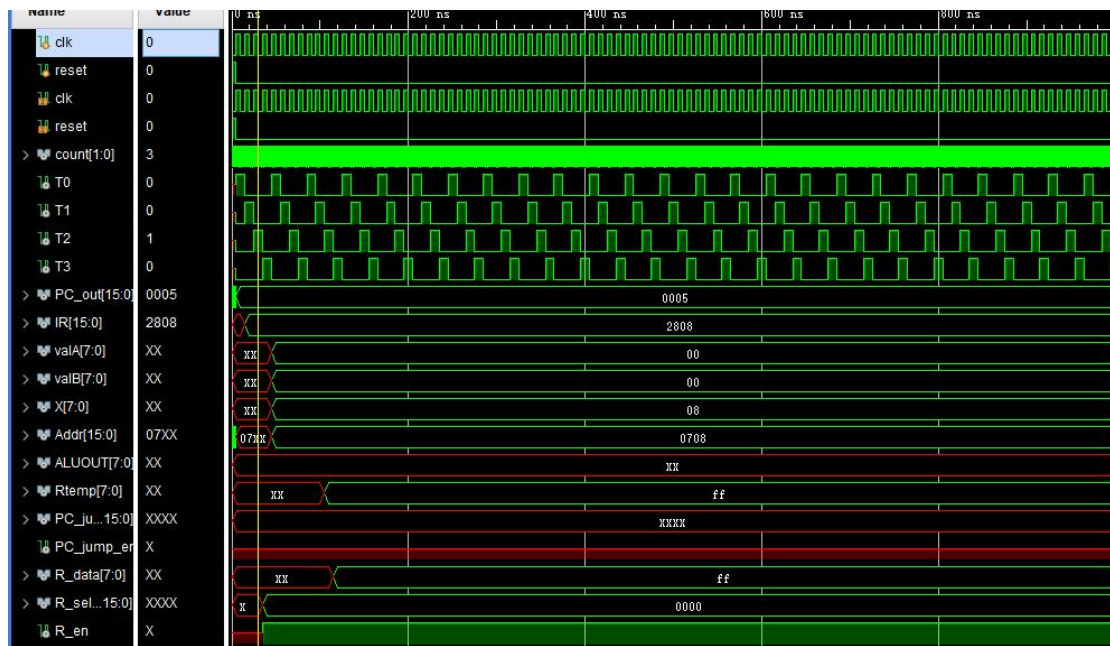 Name Value 0 ns 200 ns 400 ns 600 ns 800 ns
clk 0
reset 0
clk 0
reset 0
> count[1:0] 3
T0 0
T1 0
T2 1
T3 0
> PC_out[15:0] 0005 0005
> IR[15:0] 2808 2808
> valA[7:0] XX XX 00
> valB[7:0] XX XX 00
> X[7:0] XX XX 08
> Addr[15:0] 07XX 07XX 0708
> ALUOUT[7:0] XX XX
> Rtemp[7:0] XX XX ff
> PC_ju...15:0] XXXX XXXX
PC_jump_er X
> R_data[7:0] XX XX ff
> R_sel...15:0] XXXX X 0000
R_en X